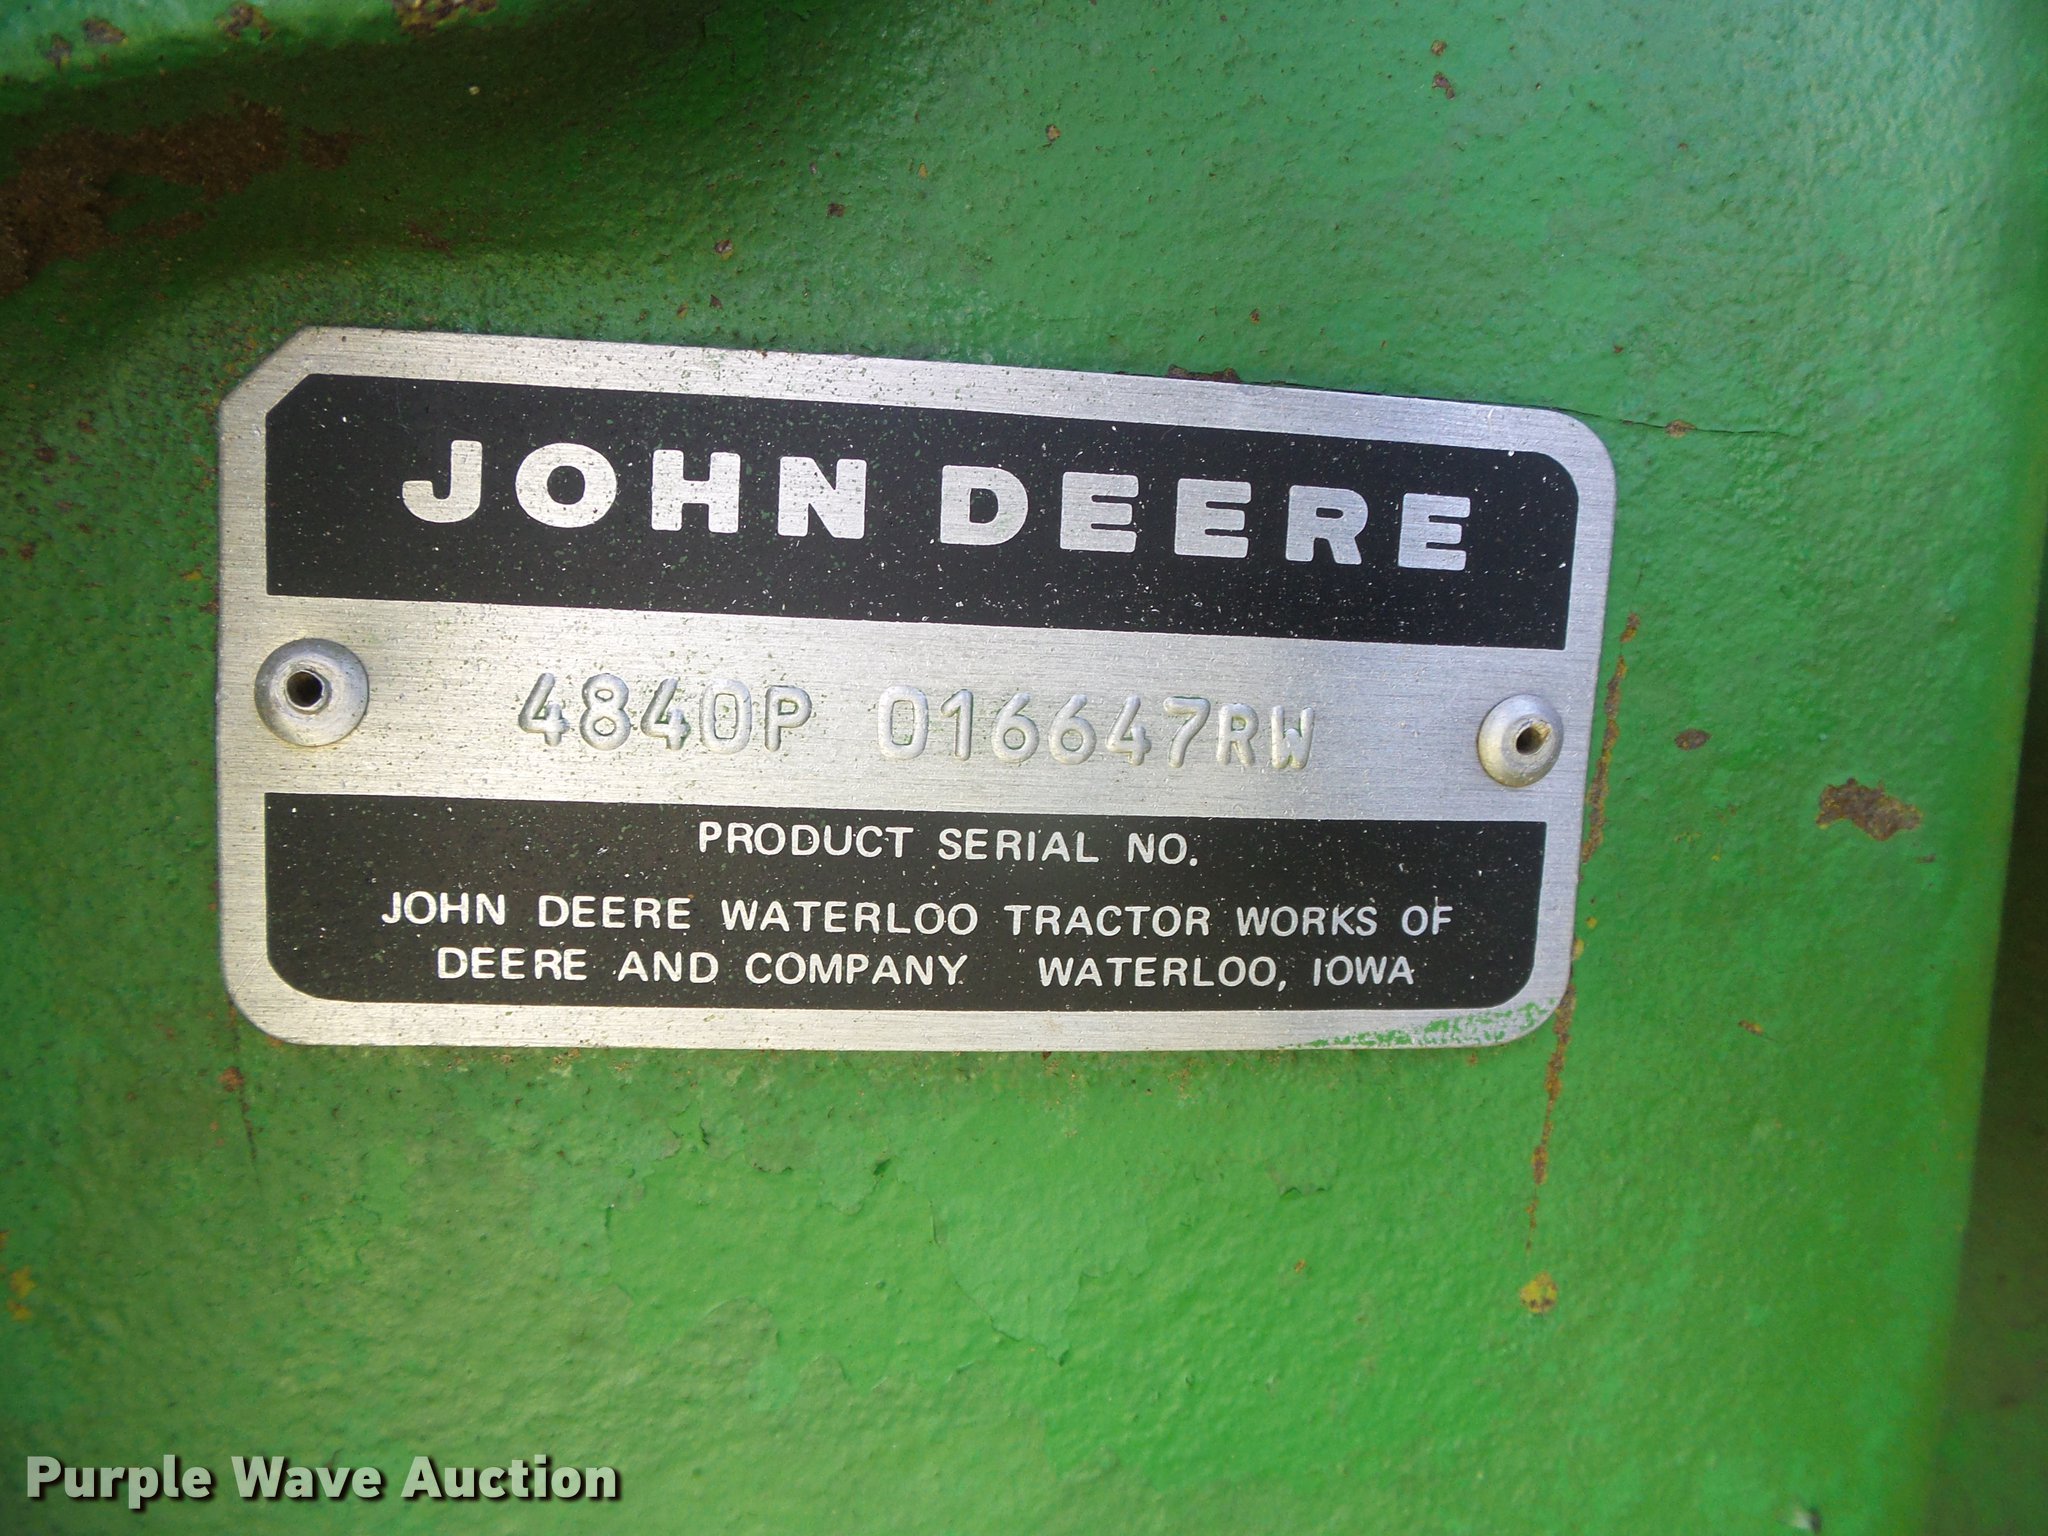 JOHN DEERE
4840P 016647RW
PRODUCT SERIAL NO.
JOHN DEERE WATERLOO TRACTOR WORKS OF
DEERE AND COMPANY WATERLOO, IOWA
Purple Wave Auction